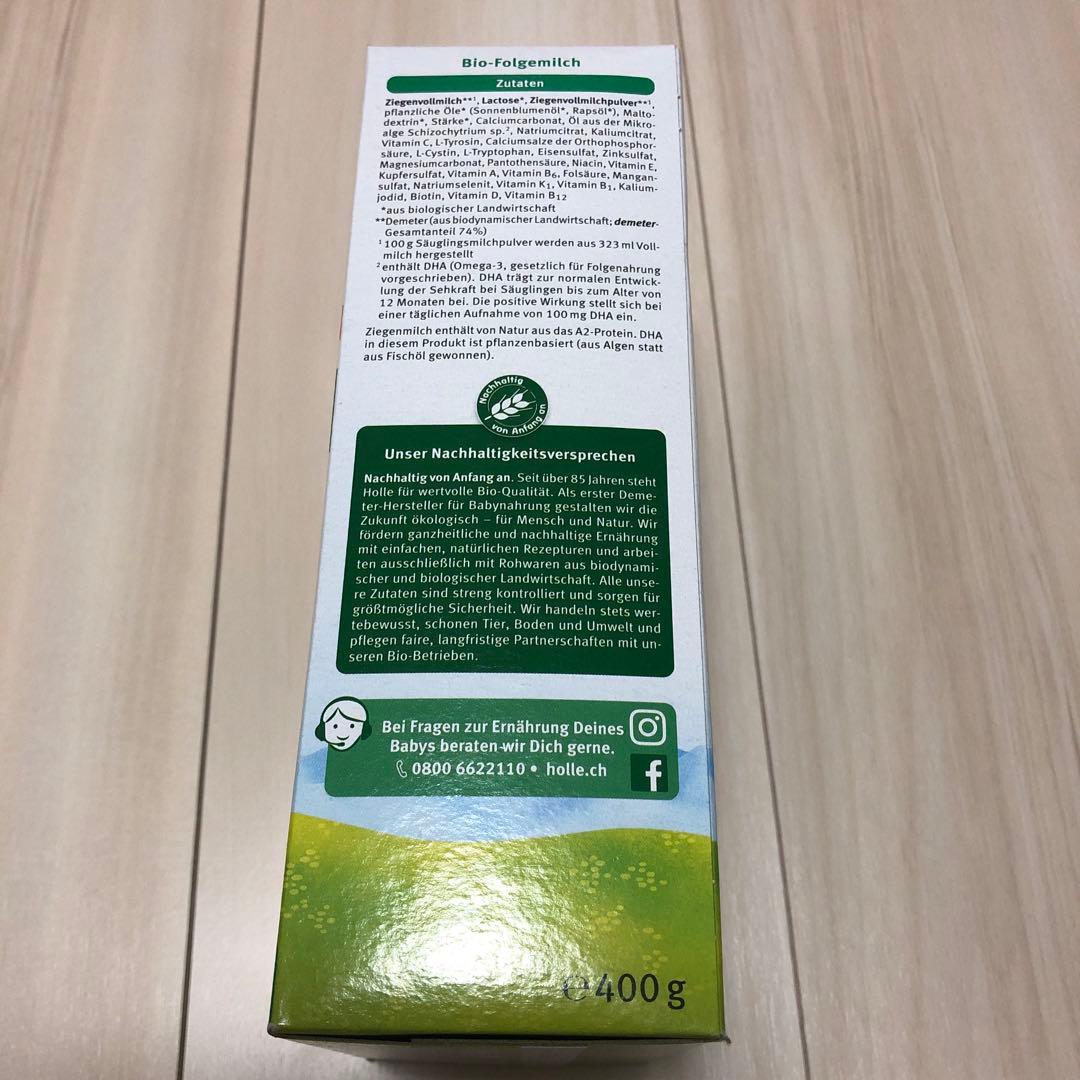 Bio-Folgemilch
Zutaten
Ziegenvollmilch**¹, Lactose*, Ziegenvollmilchpulver**¹,
pflanzliche Öle* (Sonnenblumenöl*, Rapsöl*), Malto-
dextrin*, Stärke*, Calciumcarbonat, Öl aus der Mikro-
alge Schizochytrium sp.², Natriumcitrat, Kaliumcitrat,
Vitamin C, L-Tyrosin, Calciumsalze der Orthophosphor-
säure, L-Cystin, L-Tryptophan, Eisensulfat, Zinksulfat,
Magnesiumcarbonat, Pantothensäure, Niacin, Vitamin E,
Kupfersulfat, Vitamin A, Vitamin B₆, Folsäure, Mangan-
sulfat, Natriumselenit, Vitamin K₁, Vitamin B₁, Kalium-
jodid, Biotin, Vitamin D, Vitamin B₁₂
*aus biologischer Landwirtschaft
**Demeter (aus biodynamischer Landwirtschaft; demeter-
Gesamtanteil 74%)
¹ 100 g Säuglingsmilchpulver werden aus 323 ml Voll-
milch hergestellt
² enthält DHA (Omega-3, gesetzlich für Folgenahrung
vorgeschrieben). DHA trägt zur normalen Entwick-
lung der Sehkraft bei Säuglingen bis zum Alter von
12 Monaten bei. Die positive Wirkung stellt sich bei
einer täglichen Aufnahme von 100 mg DHA ein.
Ziegenmilch enthält von Natur aus das A2-Protein. DHA
in diesem Produkt ist pflanzenbasiert (aus Algen statt
aus Fischöl gewonnen).
Nachhaltig
von Anfang an
Unser Nachhaltigkeitsversprechen
Nachhaltig von Anfang an. Seit über 85 Jahren steht
Holle für wertvolle Bio-Qualität. Als erster Deme-
ter-Hersteller für Babynahrung gestalten wir die
Zukunft ökologisch – für Mensch und Natur. Wir
fördern ganzheitliche und nachhaltige Ernährung
mit einfachen, natürlichen Rezepturen und arbei-
ten ausschließlich mit Rohwaren aus biodynami-
scher und biologischer Landwirtschaft. Alle unse-
re Zutaten sind streng kontrolliert und sorgen für
größtmögliche Sicherheit. Wir handeln stets wer-
tebewusst, schonen Tier, Boden und Umwelt und
pflegen faire, langfristige Partnerschaften mit un-
seren Bio-Betrieben.
Bei Fragen zur Ernährung Deines
Babys beraten wir Dich gerne.
0800 6622110 • holle.ch
f
℮400 g